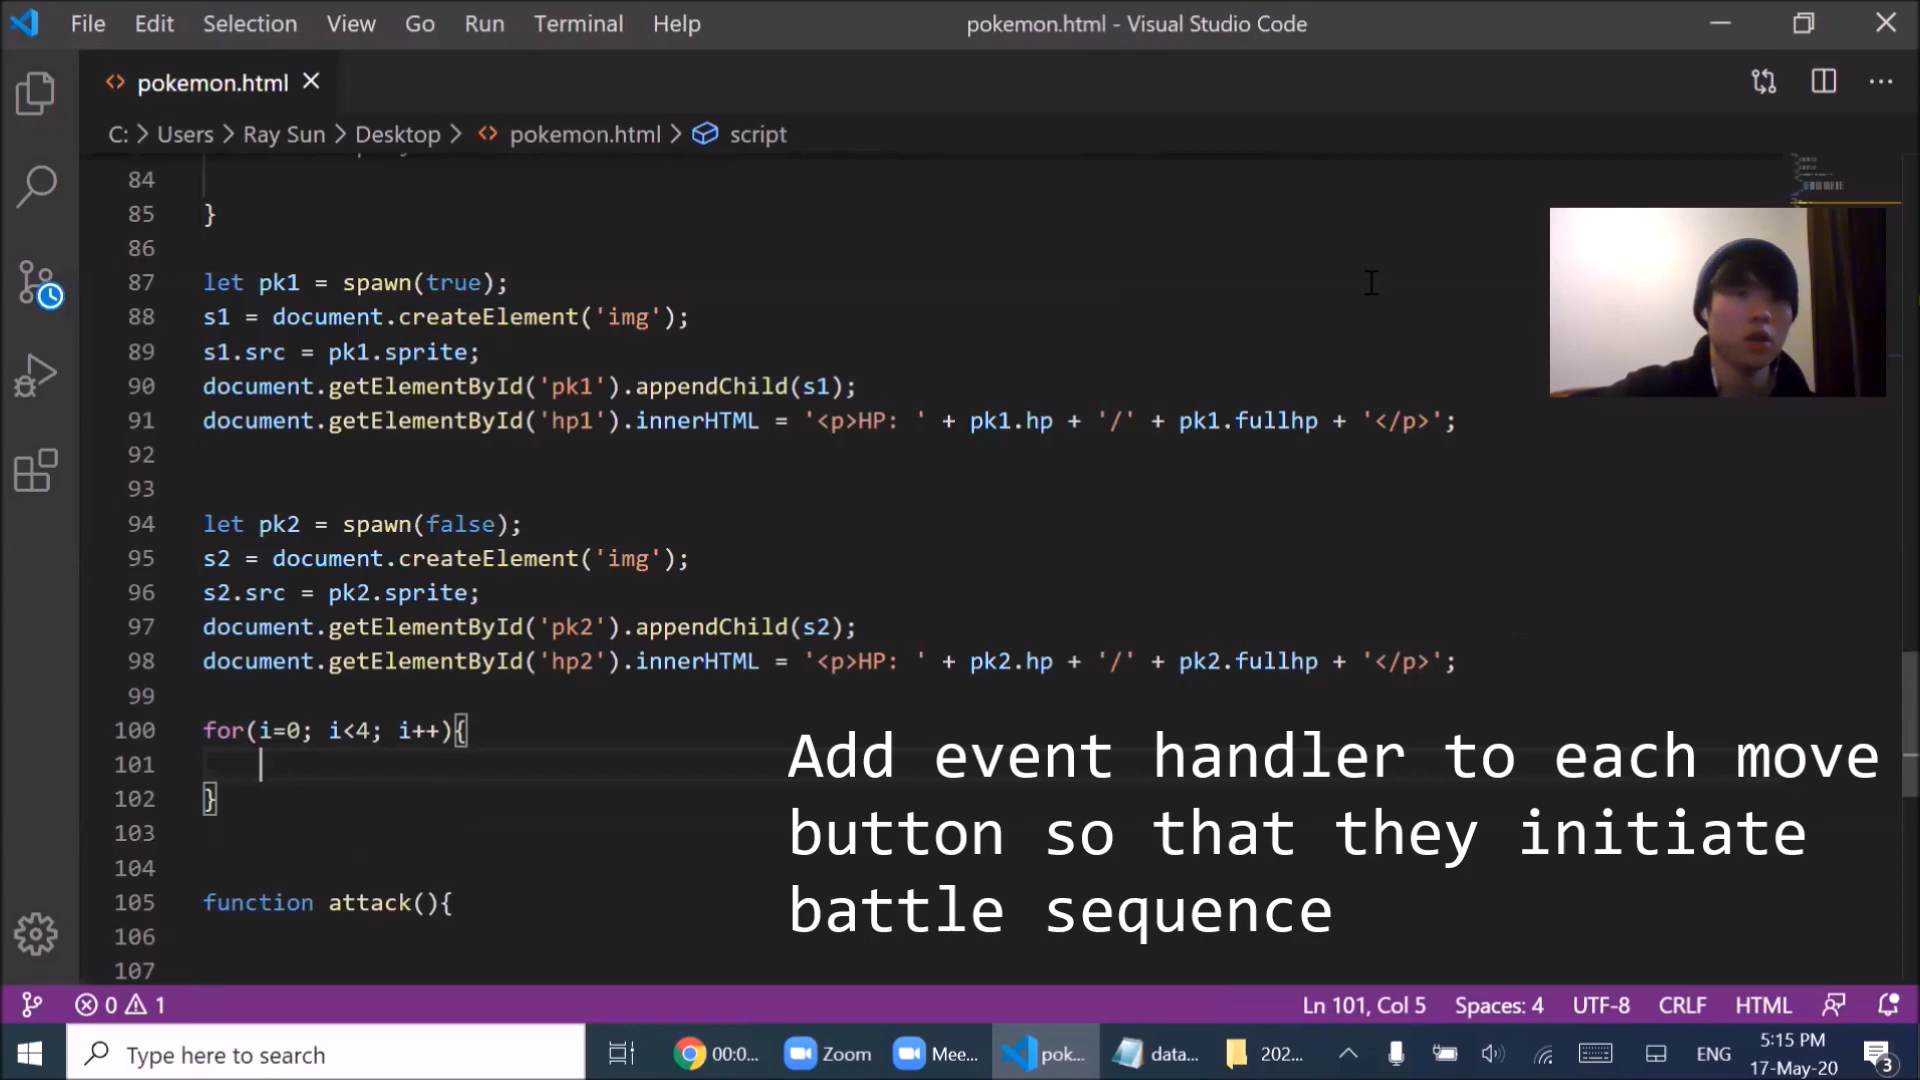 File Edit Selection View Go Run Terminal Help pokemon.html - Visual Studio Code
pokemon.html
C: > Users > Ray Sun > Desktop > pokemon.html > script
84
85 }
86
87 let pk1 = spawn(true);
88 s1 = document.createElement('img');
89 s1.src = pk1.sprite;
90 document.getElementById('pk1').appendChild(s1);
91 document.getElementById('hp1').innerHTML = '<p>HP: ' + pk1.hp + '/' + pk1.fullhp + '</p>';
92
93
94 let pk2 = spawn(false);
95 s2 = document.createElement('img');
96 s2.src = pk2.sprite;
97 document.getElementById('pk2').appendChild(s2);
98 document.getElementById('hp2').innerHTML = '<p>HP: ' + pk2.hp + '/' + pk2.fullhp + '</p>';
99
100 for(i=0; i<4; i++){
101
102 }
103
104
105 function attack(){
106
107
Add event handler to each move
button so that they initiate
battle sequence
0 1 Ln 101, Col 5 Spaces: 4 UTF-8 CRLF HTML
Type here to search 00:0... Zoom Mee... pok... data... 202... ENG 5:15 PM
17-May-20 3